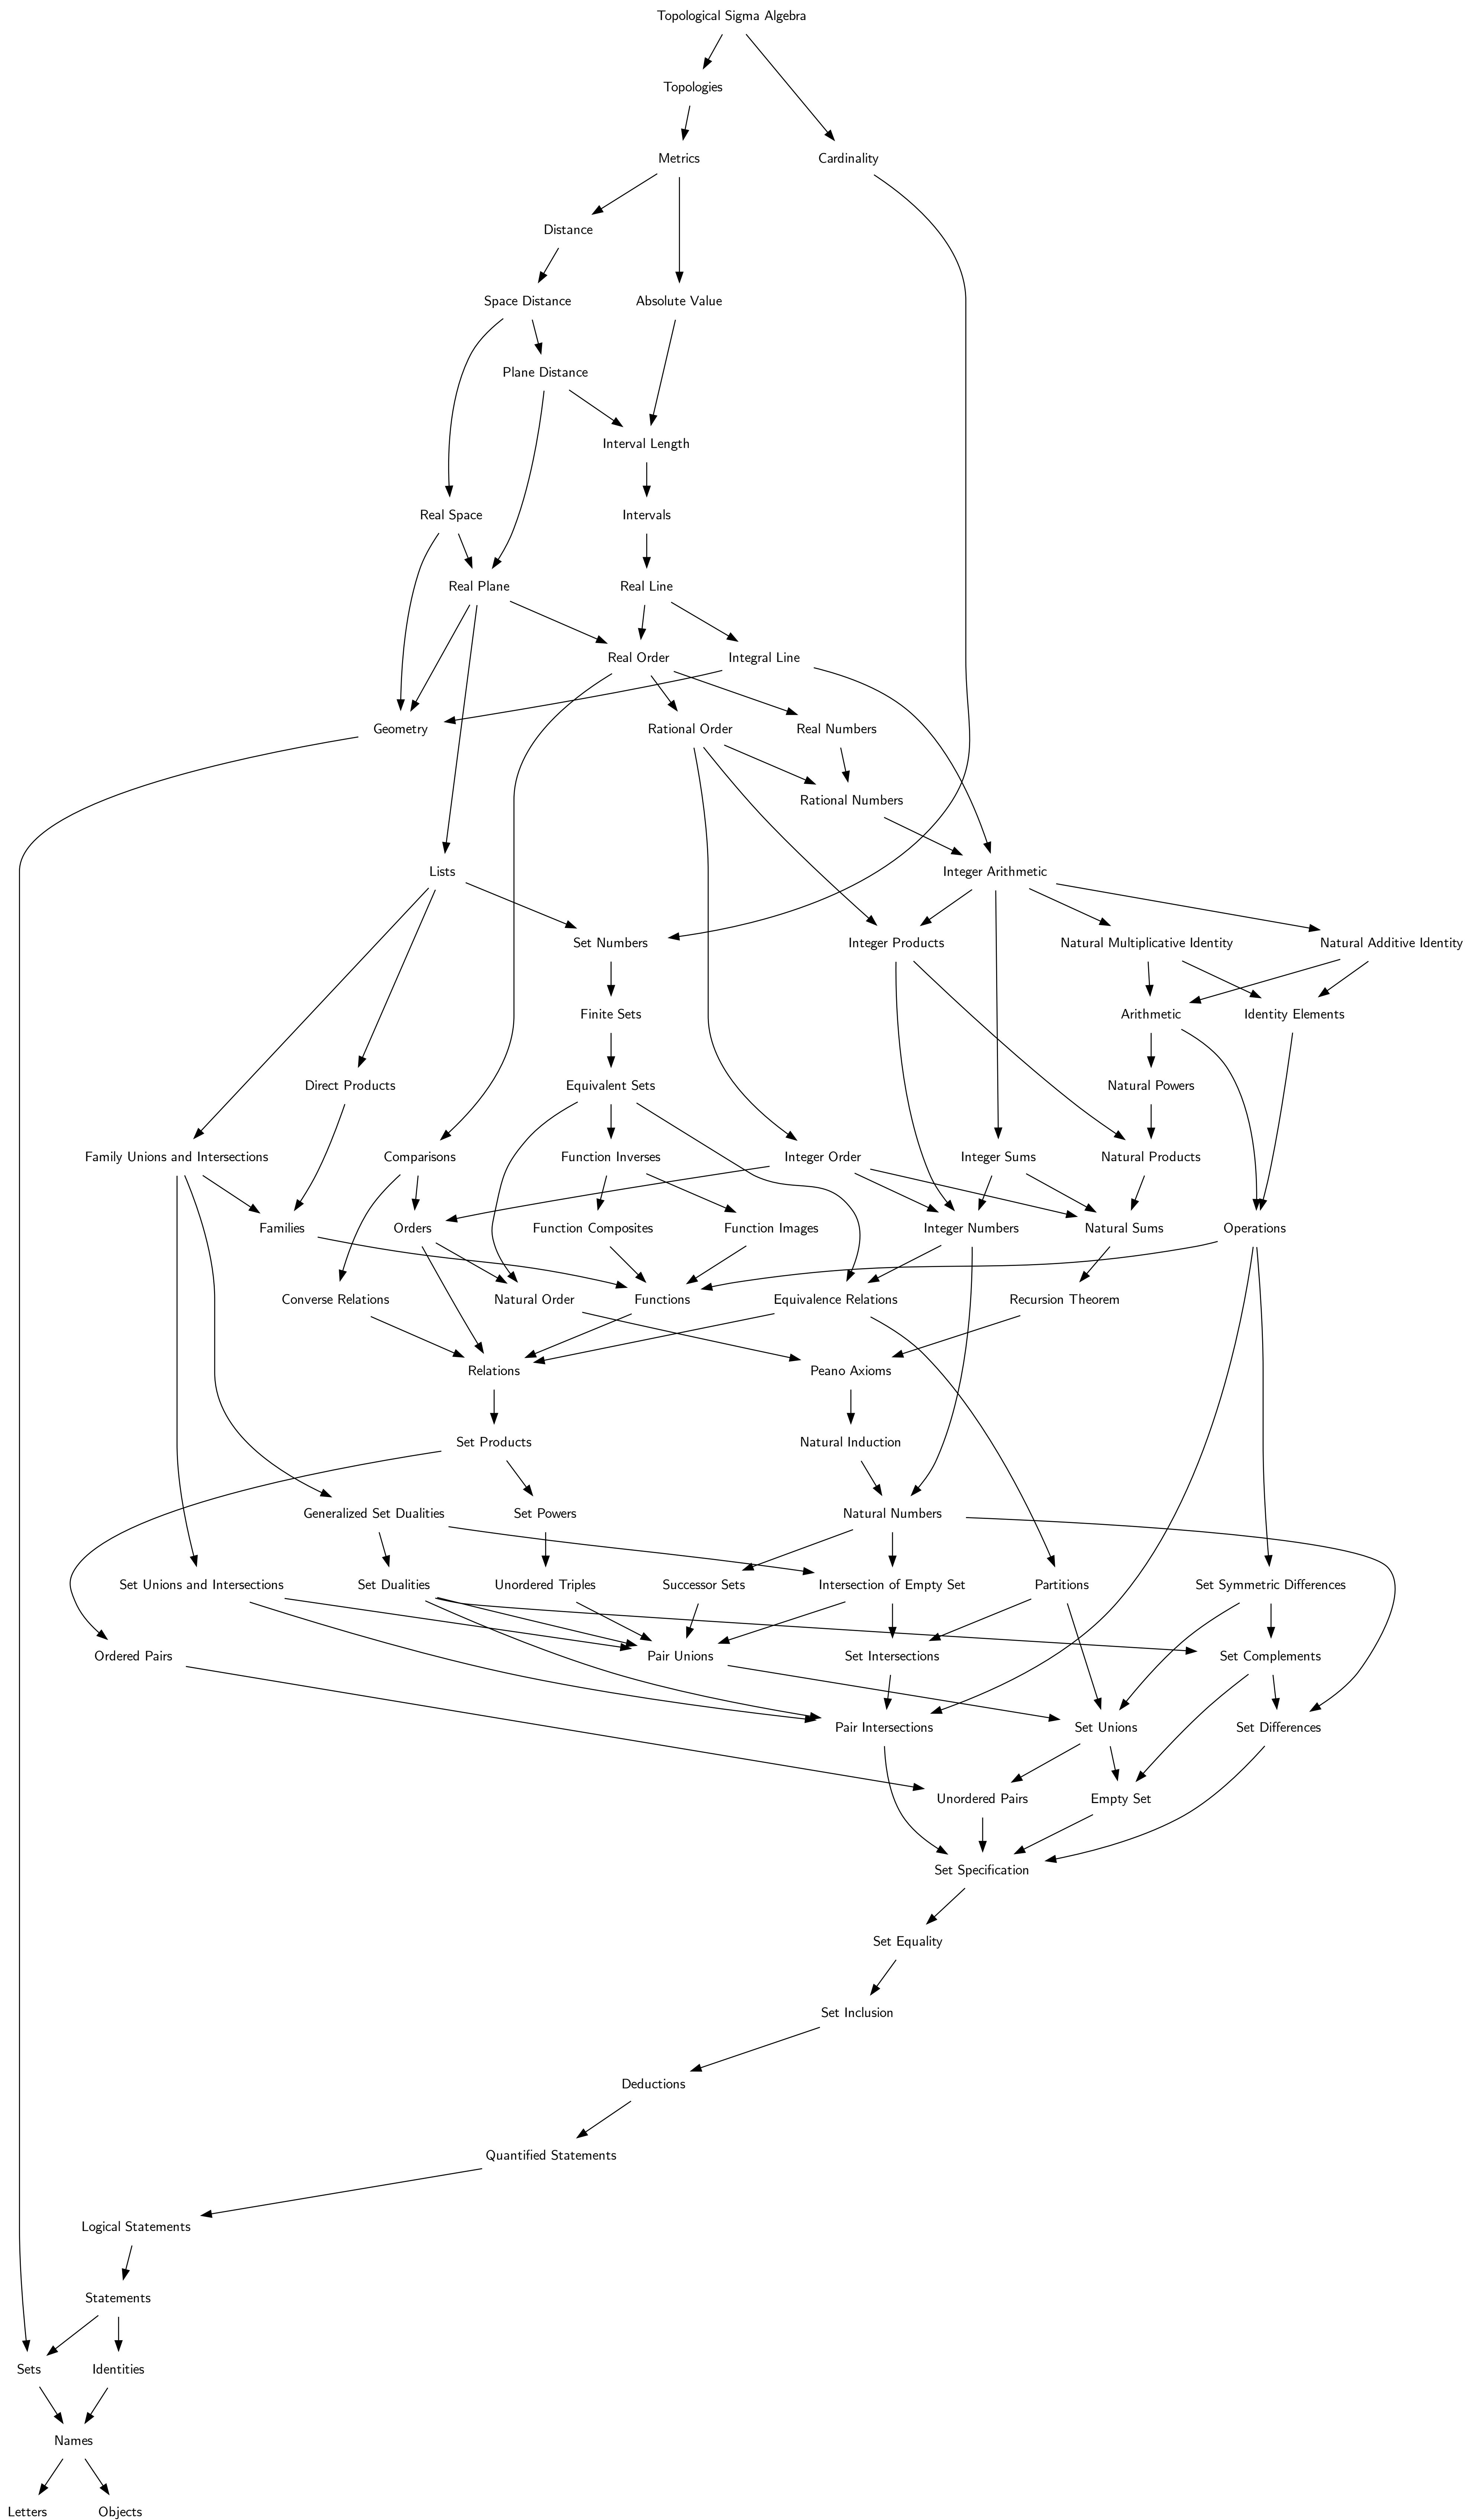 Topological Sigma Algebra
Topologies
Metrics
Cardinality
Distance
Space Distance
Absolute Value
Plane Distance
Interval Length
Real Space
Intervals
Real Plane
Real Line
Real Order
Integral Line
Geometry
Rational Order
Real Numbers
Rational Numbers
Lists
Integer Arithmetic
Set Numbers
Integer Products
Natural Multiplicative Identity
Natural Additive Identity
Finite Sets
Arithmetic
Identity Elements
Direct Products
Equivalent Sets
Natural Powers
Family Unions and Intersections
Comparisons
Function Inverses
Integer Order
Integer Sums
Natural Products
Families
Orders
Function Composites
Function Images
Integer Numbers
Natural Sums
Operations
Converse Relations
Natural Order
Functions
Equivalence Relations
Recursion Theorem
Relations
Peano Axioms
Set Products
Natural Induction
Generalized Set Dualities
Set Powers
Natural Numbers
Set Unions and Intersections
Set Dualities
Unordered Triples
Successor Sets
Intersection of Empty Set
Partitions
Set Symmetric Differences
Ordered Pairs
Pair Unions
Set Intersections
Set Complements
Pair Intersections
Set Unions
Set Differences
Unordered Pairs
Empty Set
Set Specification
Set Equality
Set Inclusion
Deductions
Quantified Statements
Logical Statements
Statements
Sets
Identities
Names
Letters
Objects